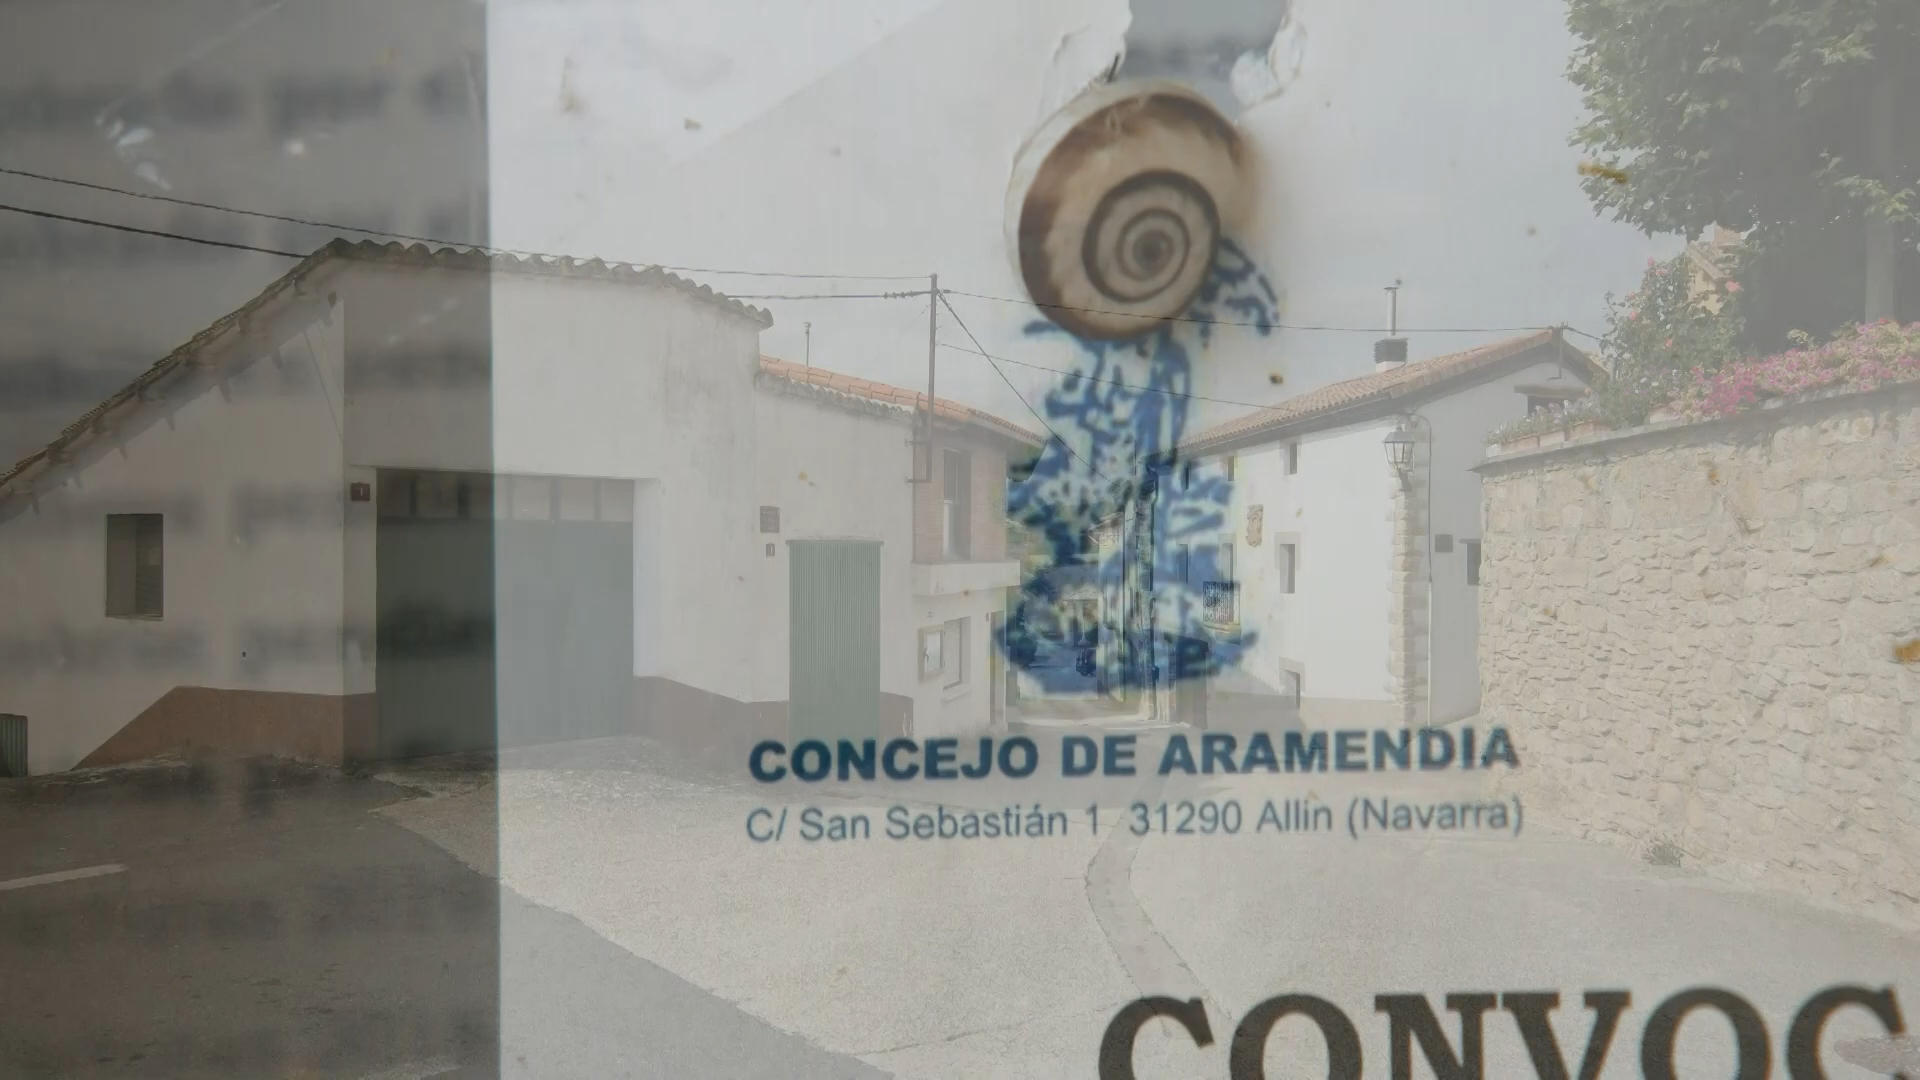 CONCEJO DE ARAMENDIA
C/ San Sebastián 1 31290 Allín (Navarra)
CONVOC